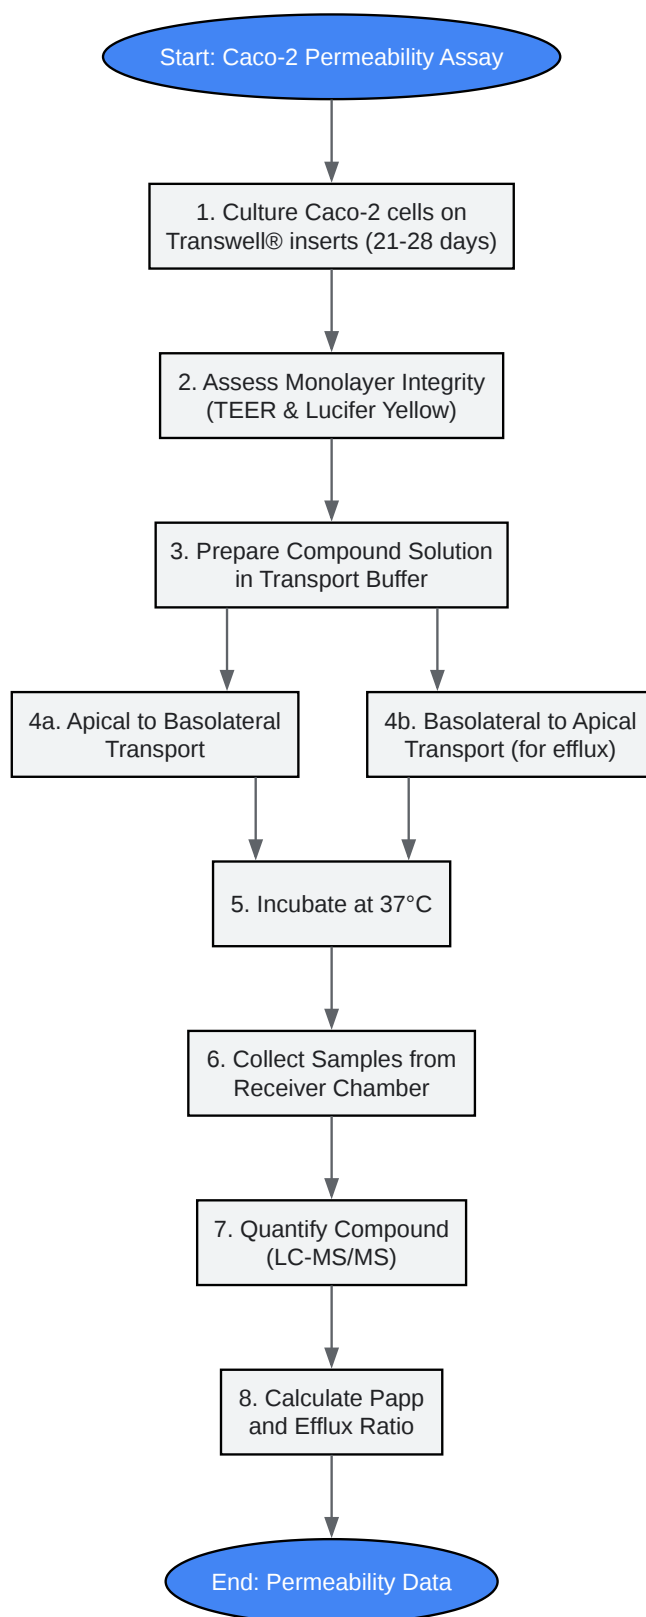 Start: Caco-2 Permeability Assay
1. Culture Caco-2 cells on
Transwell® inserts (21-28 days)
2. Assess Monolayer Integrity
(TEER & Lucifer Yellow)
3. Prepare Compound Solution
in Transport Buffer
4a. Apical to Basolateral
Transport
4b. Basolateral to Apical
Transport (for efflux)
5. Incubate at 37°C
6. Collect Samples from
Receiver Chamber
7. Quantify Compound
(LC-MS/MS)
8. Calculate Papp
and Efflux Ratio
End: Permeability Data